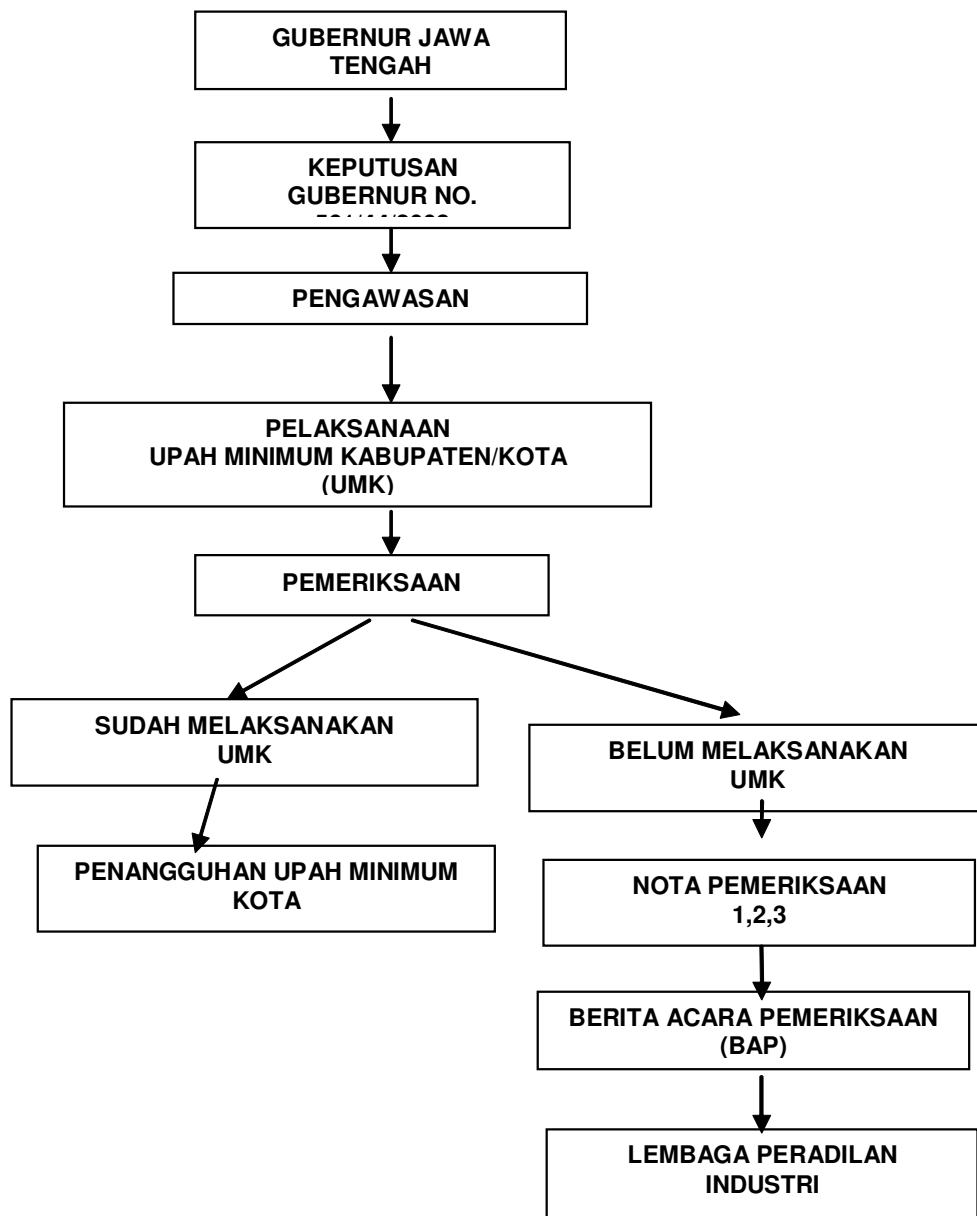 GUBERNUR JAWA
TENGAH
KEPUTUSAN
GUBERNUR NO.
PENGAWASAN
PELAKSANAAN
UPAH MINIMUM KABUPATEN/KOTA
(UMK)
PEMERIKSAAN
SUDAH MELAKSANAKAN
UMK
BELUM MELAKSANAKAN
UMK
PENANGGUHAN UPAH MINIMUM
KOTA
NOTA PEMERIKSAAN
1,2,3
BERITA ACARA PEMERIKSAAN
(BAP)
LEMBAGA PERADILAN
INDUSTRI